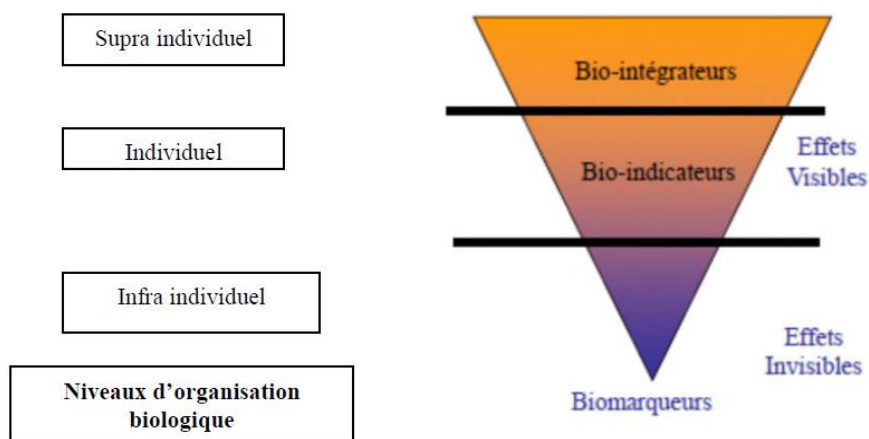 Supra individuel
Bio-intégrateurs
Individuel
Bio-indicateurs
Effets
Visibles
Infra individuel
Effets
Invisibles
Niveaux d’organisation
biologique
Biomarqueurs